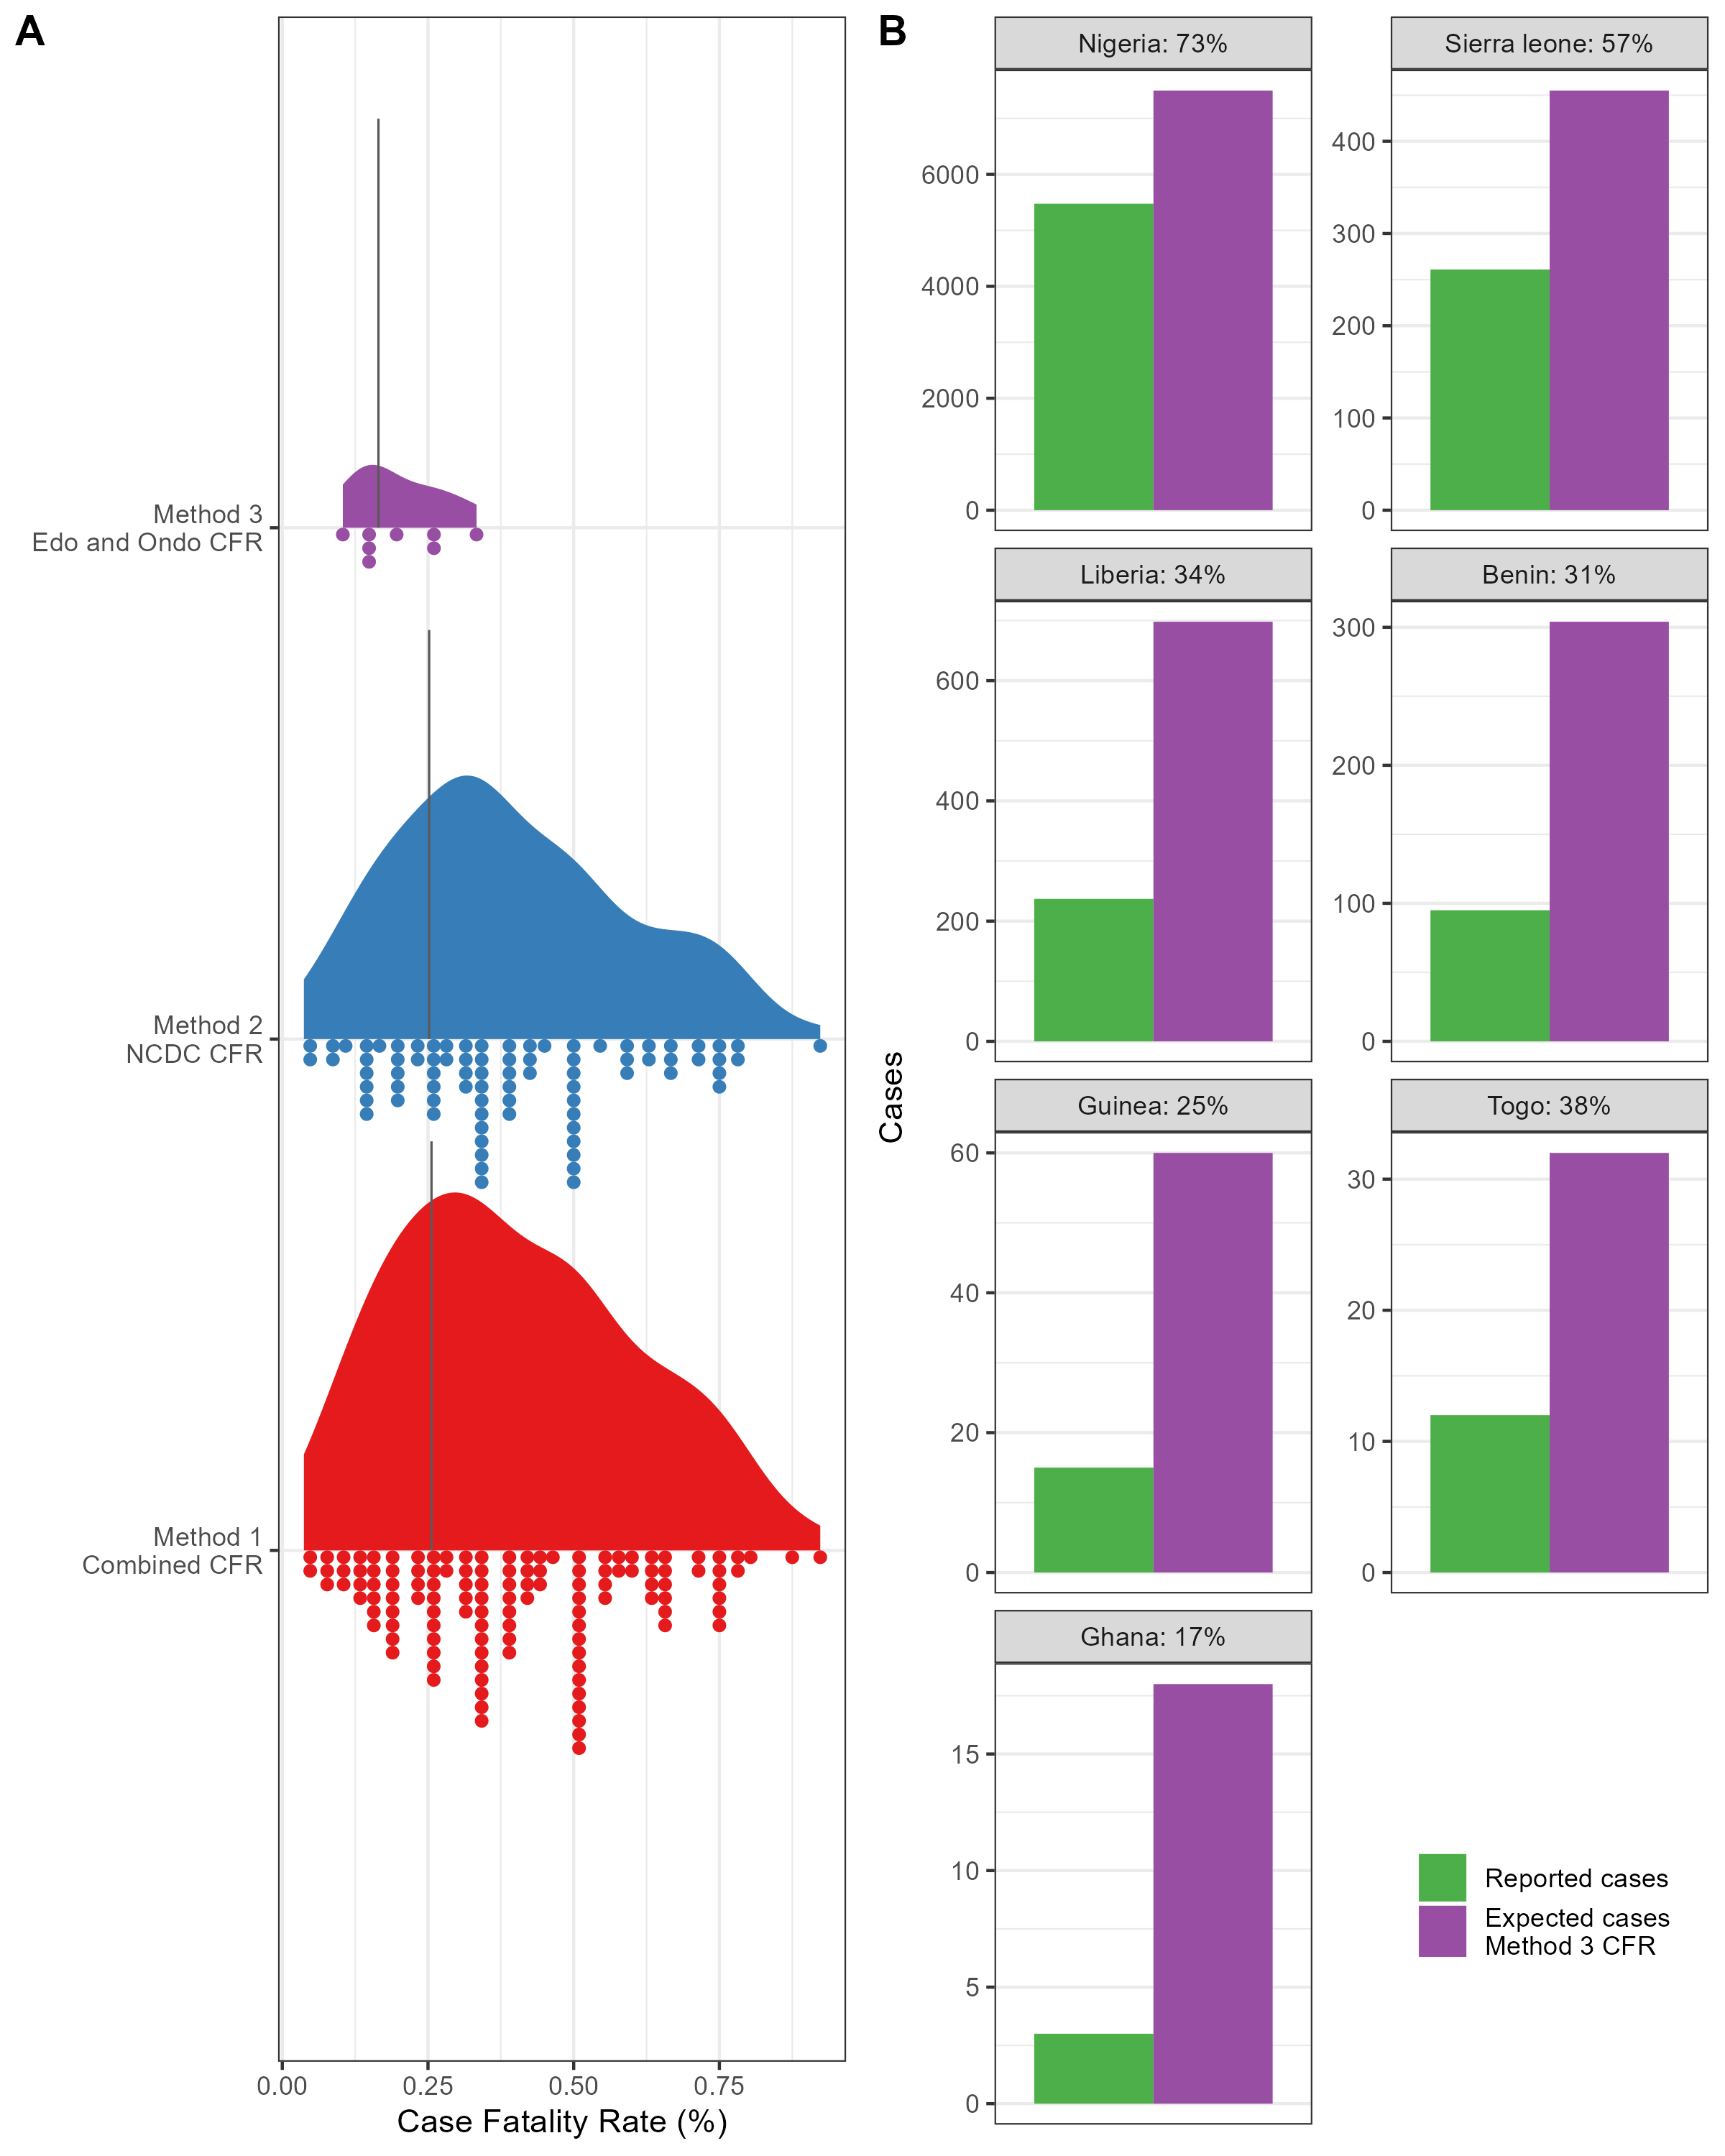 A
Method 3
Edo and Ondo CFR
Method 2
NCDC CFR
Method 1
Combined CFR
0.00
0.25
0.50
0.75
Case Fatality Rate (%)
B
Cases
Nigeria: 73%
6000
4000
2000
0
Sierra leone: 57%
400
300
200
100
0
Liberia: 34%
600
400
200
0
Benin: 31%
300
200
100
0
Guinea: 25%
60
40
20
0
Togo: 38%
30
20
10
0
Ghana: 17%
15
10
5
0
Reported cases
Expected cases
Method 3 CFR